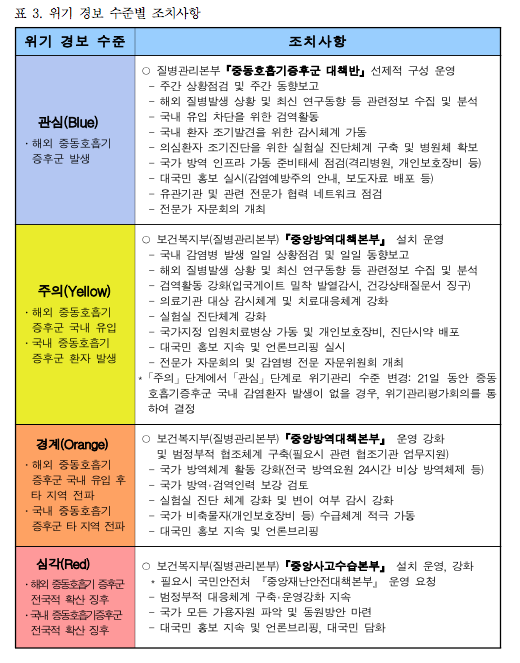 표 3. 위기 경보 수준별 조치사항
위기 경보 수준
조치사항
관심(Blue)
· 해외 중동호흡기
증후군 발생
○ 질병관리본부 『중동호흡기증후군 대책반』 선제적 구성 운영
- 주간 상황점검 및 주간 동향보고
- 해외 질병발생 상황 및 최신 연구동향 등 관련정보 수집 및 분석
- 국내 유입 차단을 위한 검역활동
- 국내 환자 조기발견을 위한 감시체계 가동
- 의심환자 조기진단을 위한 실험실 진단체계 구축 및 병원체 확보
- 국가 방역 인프라 가동 준비태세 점검(격리병원, 개인보호장비 등)
- 대국민 홍보 실시(감염예방주의 안내, 보도자료 배포 등)
- 유관기관 및 관련 전문가 협력 네트워크 점검
- 전문가 자문회의 개최
주의(Yellow)
· 해외 중동호흡기
증후군 국내 유입
· 국내 중동호흡기
증후군 환자 발생
○ 보건복지부(질병관리본부) 『중앙방역대책본부』 설치 운영
- 국내 감염병 발생 일일 상황점검 및 일일 동향보고
- 해외 질병발생 상황 및 최신 연구동향 등 관련정보 수집 및 분석
- 검역활동 강화(입국게이트 밀착 발열감시, 건강상태질문서 징구)
- 의료기관 대상 감시체계 및 치료대응체계 강화
- 실험실 진단체계 강화
- 국가지정 입원치료병상 가동 및 개인보호장비, 진단시약 배포
- 대국민 홍보 지속 및 언론브리핑 실시
- 전문가 자문회의 및 감염병 전문 자문위원회 개최
*「주의」단계에서「관심」단계로 위기관리 수준 변경: 21일 동안 중동
호흡기증후군 국내 감염환자 발생이 없을 경우, 위기관리평가회의를 통
하여 결정
경계(Orange)
· 해외 중동호흡기
증후군 국내 유입 후
타 지역 전파
· 국내 중동호흡기
증후군 타 지역 전파
○ 보건복지부(질병관리본부) 『중앙방역대책본부』 운영 강화
및 범정부적 협조체계 구축(필요시 관련 협조기관 업무지원)
- 국가 방역체계 활동 강화(전국 방역요원 24시간 비상 방역체제 등)
- 국가 방역·검역인력 보강 검토
- 실험실 진단 체계 강화 및 변이 여부 감시 강화
- 국가 비축물자(개인보호장비 등) 수급체계 적극 가동
- 대국민 홍보 지속 및 언론브리핑
심각(Red)
· 해외 중동호흡기 증후군
전국적 확산 징후
· 국내 중동호흡기증후군
전국적 확산 징후
○ 보건복지부(질병관리본부) 『중앙사고수습본부』 설치 운영, 강화
* 필요시 국민안전처 『중앙재난안전대책본부』 운영 요청
- 범정부적 대응체계 구축·운영강화 지속
- 국가 모든 가용자원 파악 및 동원방안 마련
- 대국민 홍보 지속 및 언론브리핑, 대국민 담화